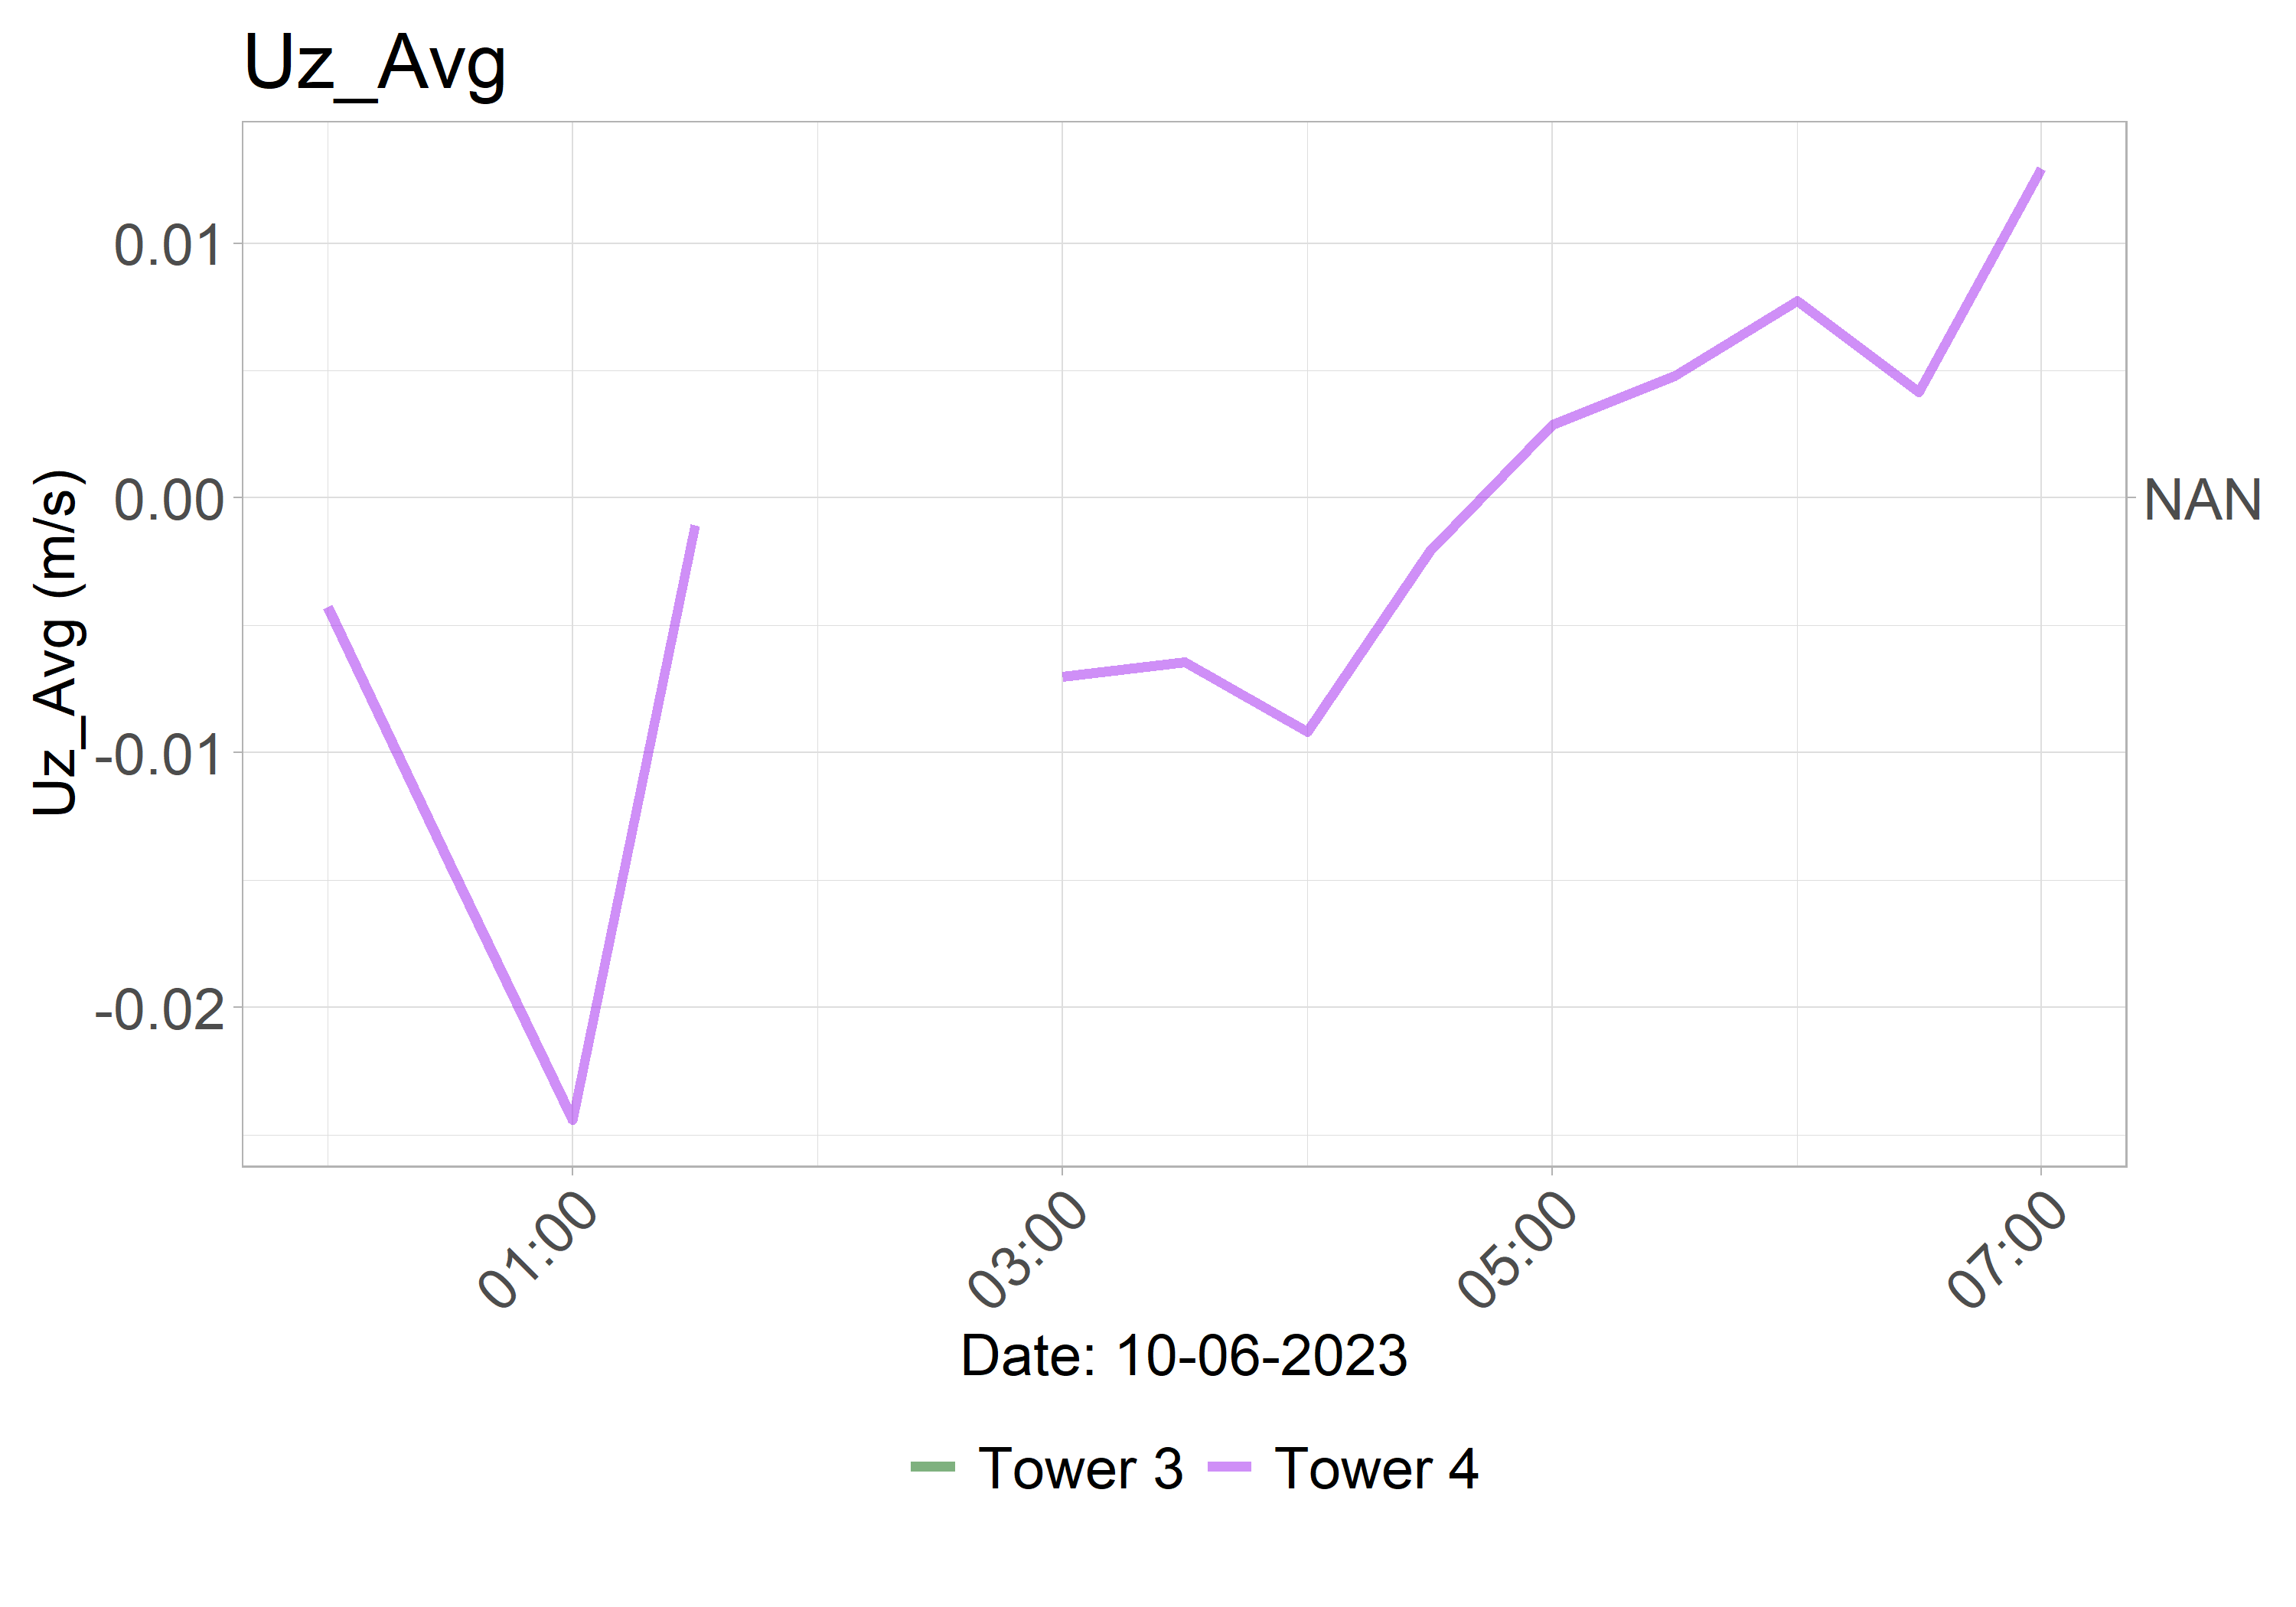 Uz_Avg
Uz_Avg (m/s)
0.01
0.00
-0.01
-0.02
NAN
01:00
03:00
05:00
07:00
Date: 10-06-2023
Tower 3
Tower 4